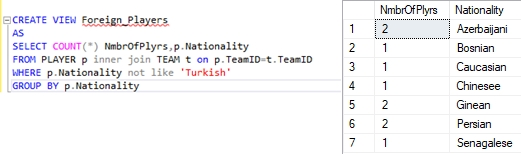 CREATE VIEW Foreign_Players
AS
SELECT COUNT(*) NmbrOfPlyrs,p.Nationality
FROM PLAYER p inner join TEAM t on p.TeamID=t.TeamID
WHERE p.Nationality not like 'Turkish'
GROUP BY p.Nationality
NmbrOfPlyrs Nationality
1 2 Azerbaijani
2 1 Bosnian
3 1 Caucasian
4 1 Chinesee
5 2 Ginean
6 2 Persian
7 1 Senagalese